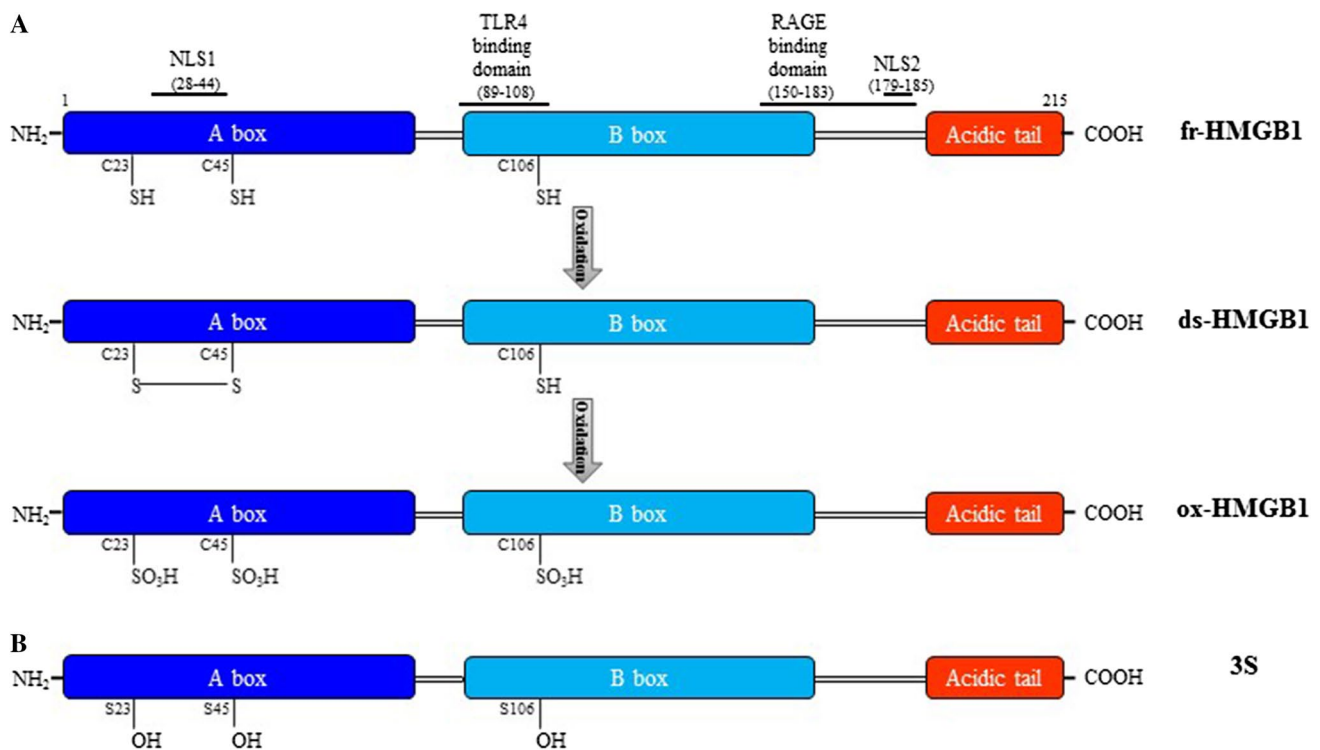 A
NLS1
(28-44)
TLR4
binding
domain
(89-108)
RAGE
binding
domain
(150-183)
NLS2
(179-185)
1
215
NH2 A box B box Acidic tail COOH fr-HMGB1
C23 C45 C106
SH SH SH
Oxidation
NH2 A box B box Acidic tail COOH ds-HMGB1
C23 C45 C106
S S SH
Oxidation
NH2 A box B box Acidic tail COOH ox-HMGB1
C23 C45 C106
SO3H SO3H SO3H
B
NH2 A box B box Acidic tail COOH 3S
S23 S45 S106
OH OH OH